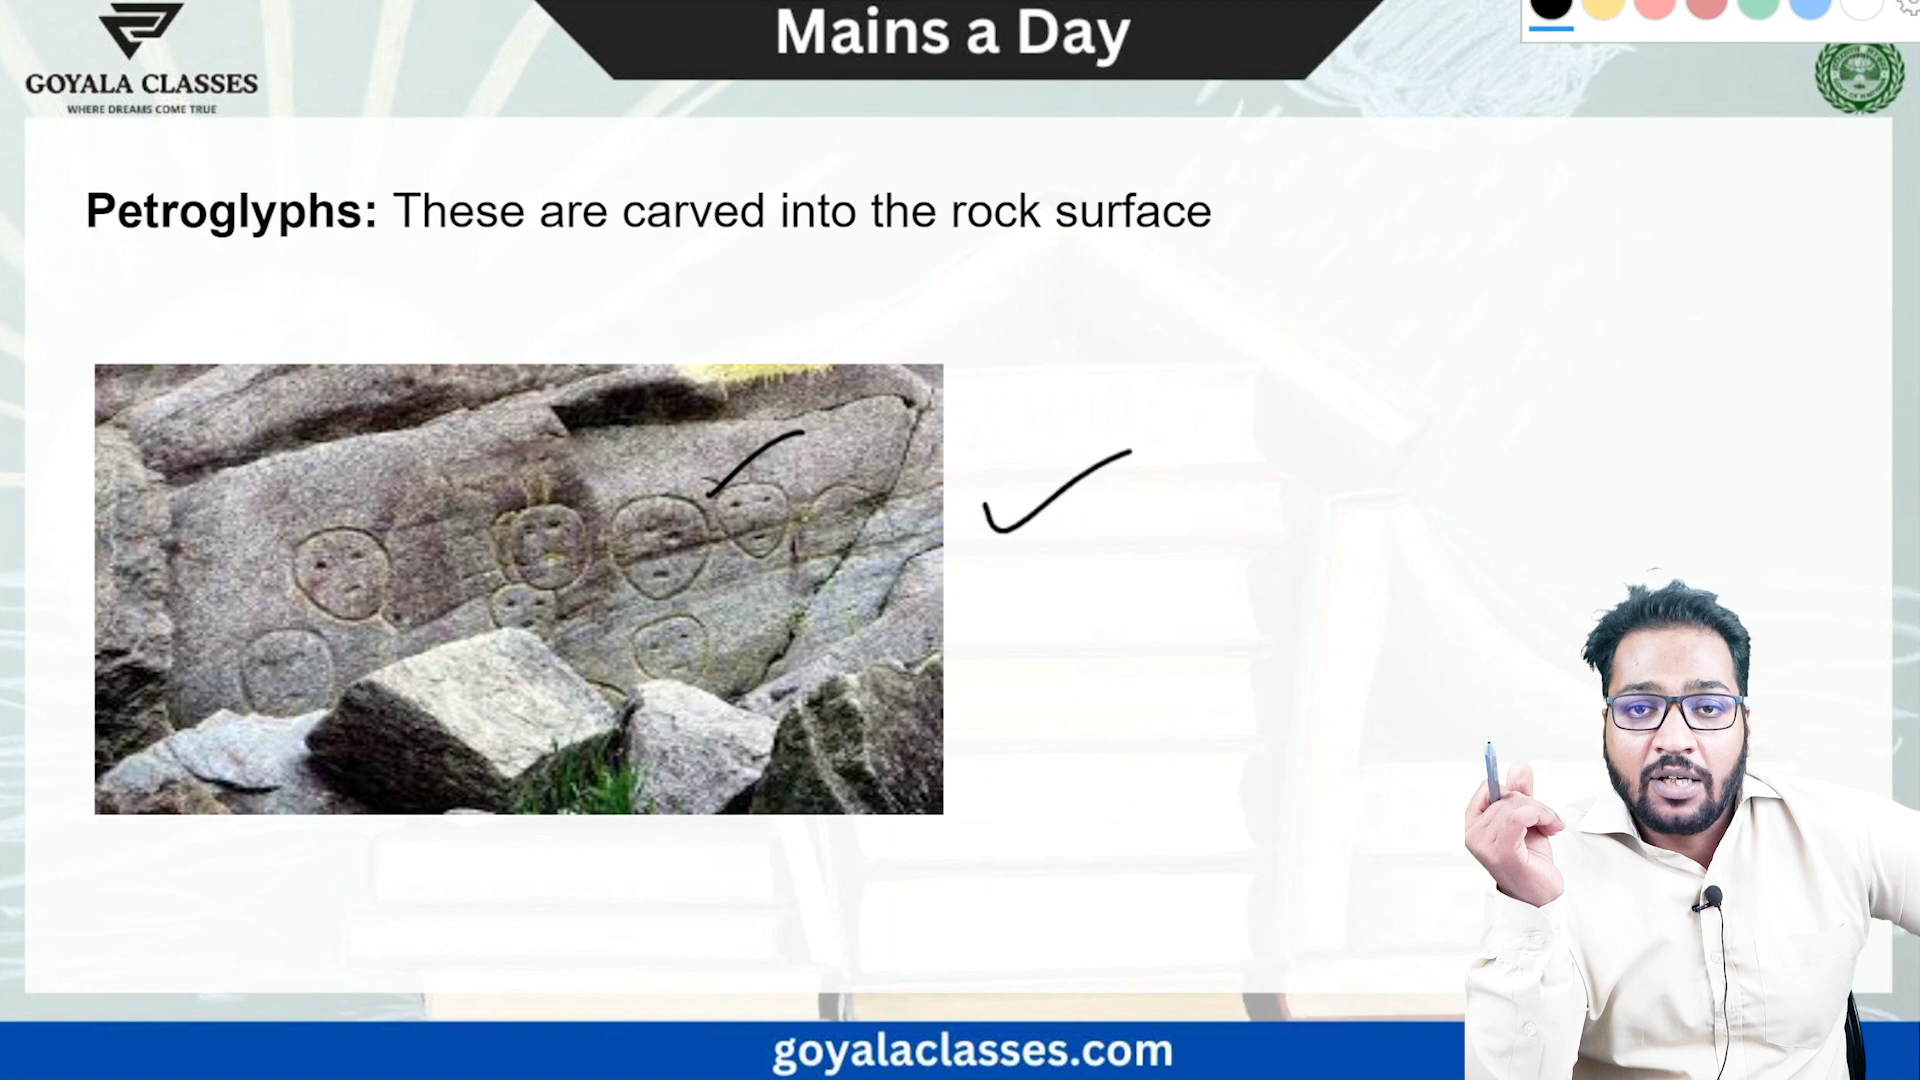 GOYALA CLASSES
WHERE DREAMS COME TRUE
Mains a Day
Petroglyphs: These are carved into the rock surface
goyalaclasses.com